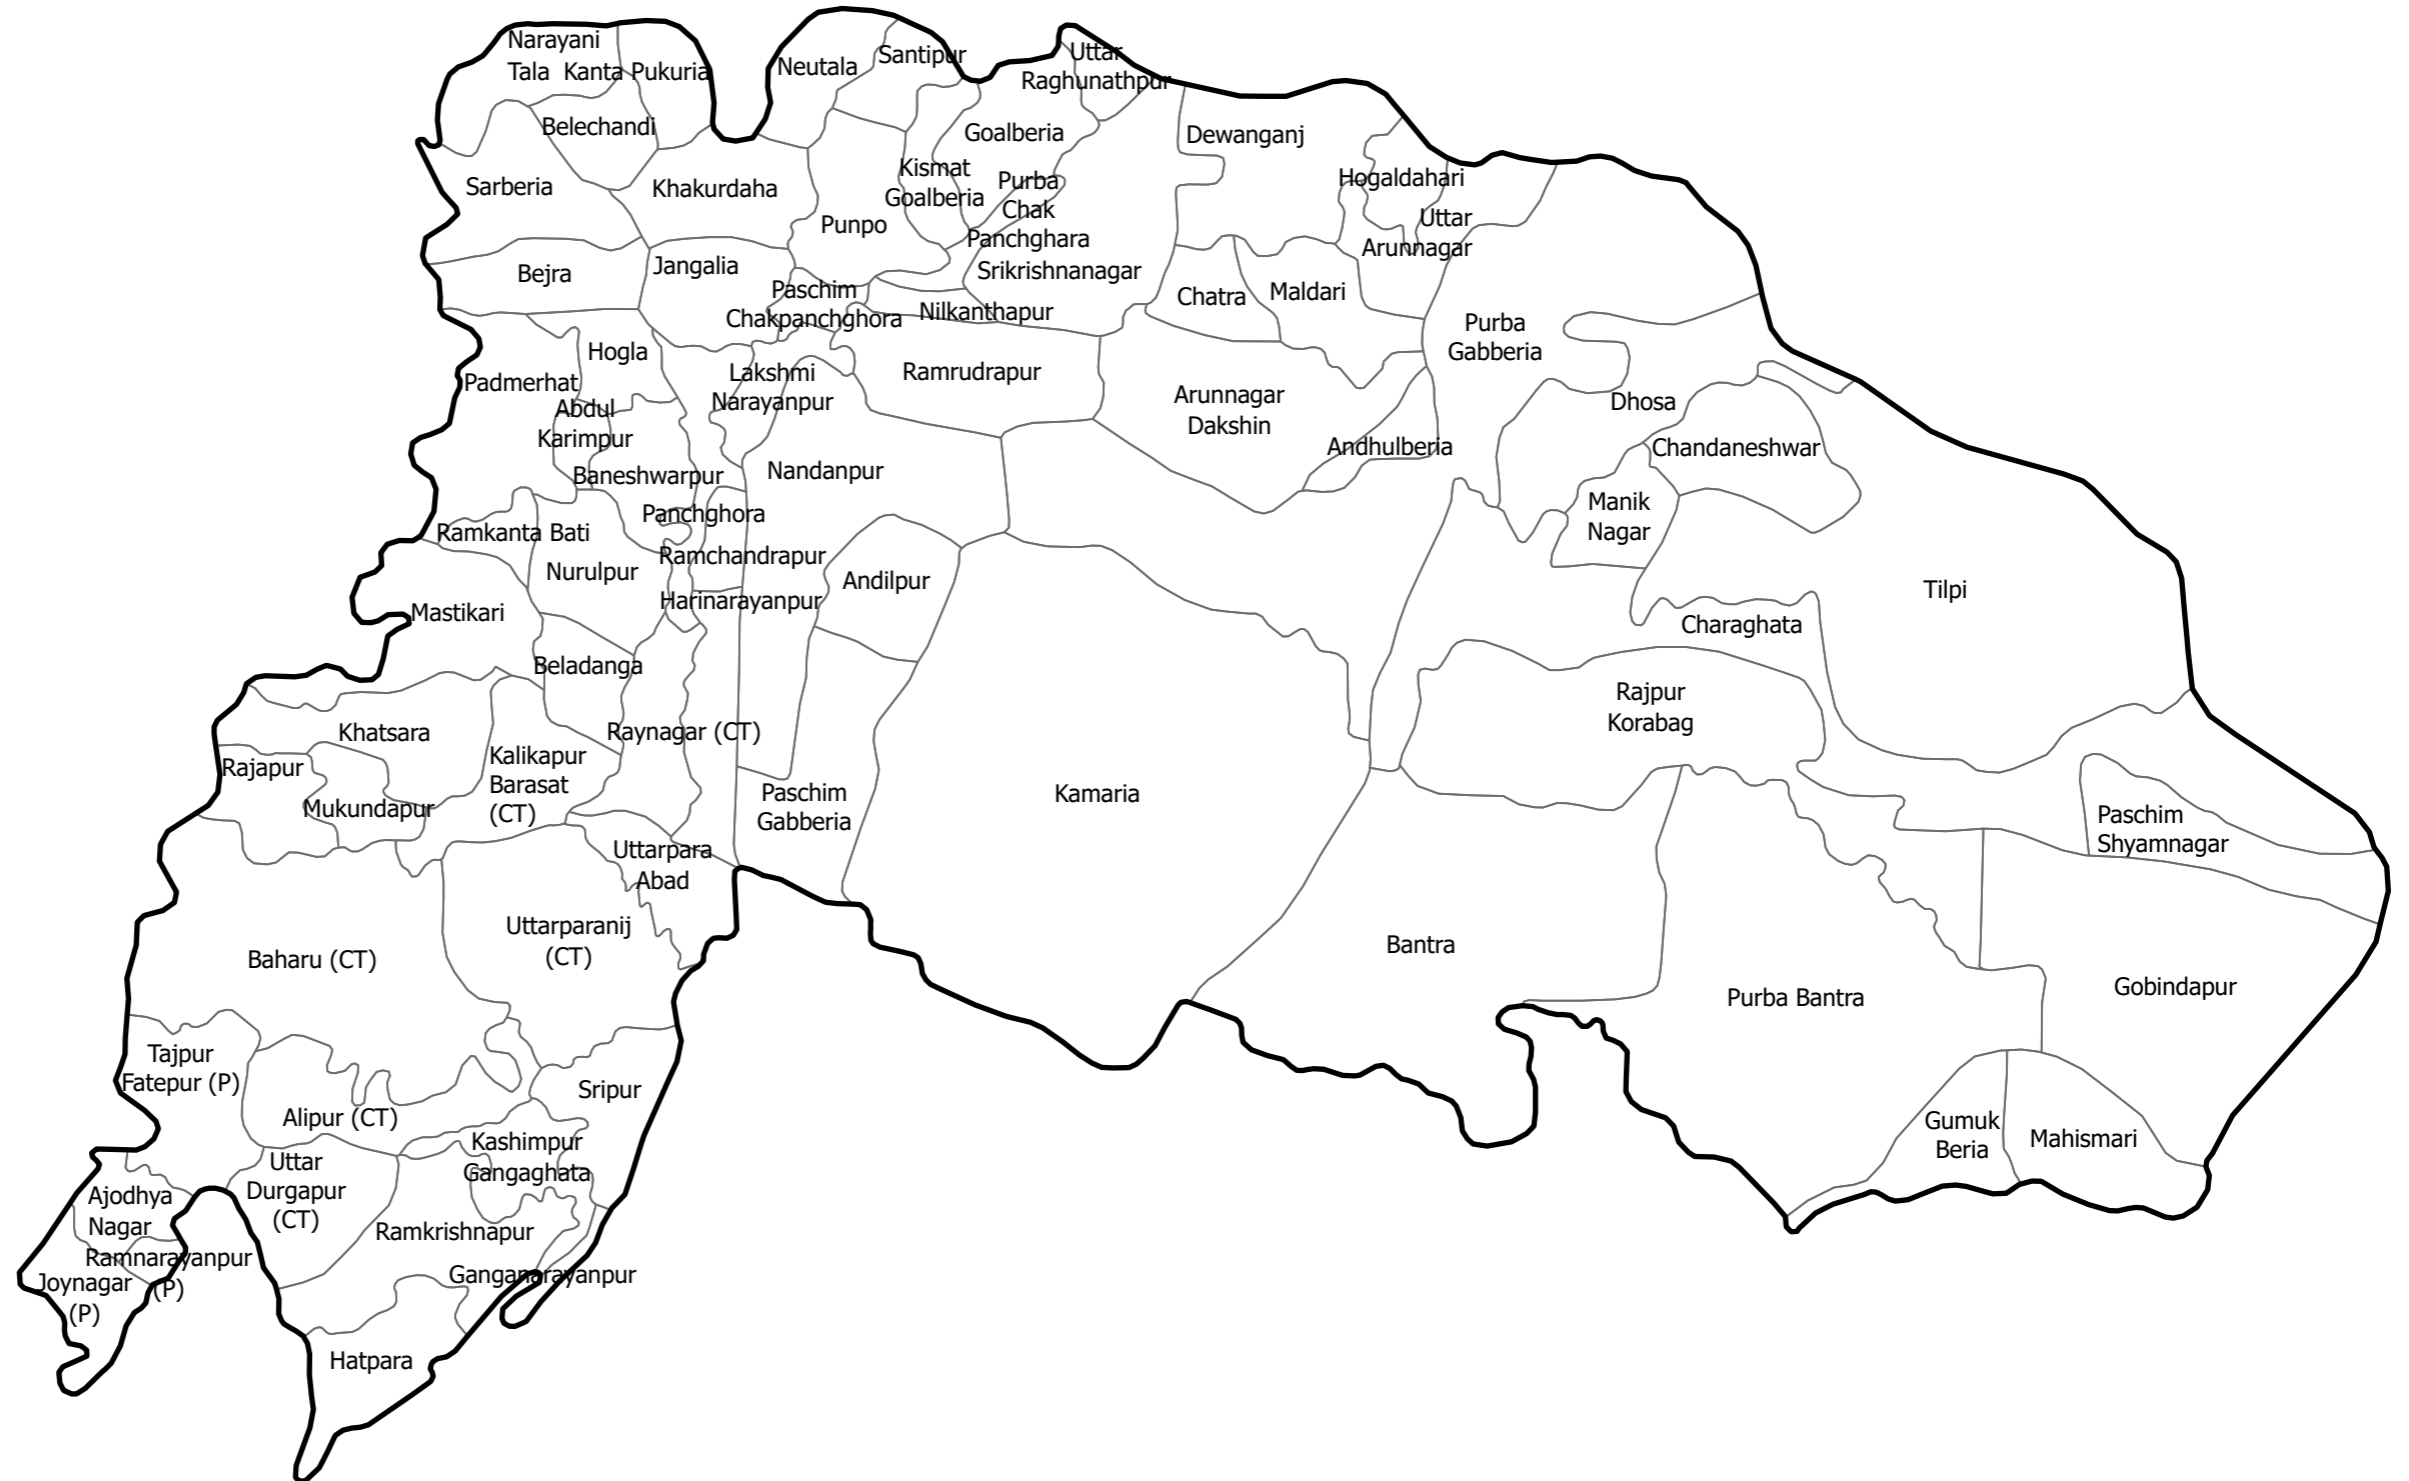 Narayani
Tala Kanta
Pukuria
Neutala
Santipur
Uttar
Raghunathpur
Belechandi
Goalberia
Dewanganj
Sarberia
Khakurdaha
Kismat
Goalberia
Purba
Chak
Panchghara
Hogaldahari
Punpo
Uttar
Arunnagar
Bejra
Jangalia
Srikrishnanagar
Paschim
Chakpanchghora
Nilkanthapur
Chatra
Maldari
Purba
Gabberia
Hogla
Padmerhat
Lakshmi
Narayanpur
Ramrudrapur
Arunnagar
Dakshin
Dhosa
Abdul
Karimpur
Andhulberia
Chandaneshwar
Baneshwarpur
Nandanpur
Manik
Nagar
Panchghora
Ramkanta Bati
Ramchandrapur
Nurulpur
Andilpur
Tilpi
Harinarayanpur
Mastikari
Charaghata
Beladanga
Rajpur
Korabag
Khatsara
Raynagar (CT)
Kalikapur
Barasat
(CT)
Rajapur
Mukundapur
Paschim
Gabberia
Kamaria
Paschim
Shyamnagar
Uttarpara
Abad
Uttarparanij
(CT)
Baharu (CT)
Bantra
Purba Bantra
Gobindapur
Tajpur
Fatepur (P)
Sripur
Alipur (CT)
Kashimpur
Gangaghata
Gumuk
Beria
Mahismari
Uttar
Durgapur
(CT)
Ajodhya
Nagar
Ramkrishnapur
Ramnarayanpur
(P)
Joynagar
(P)
Ganganarayanpur
Hatpara